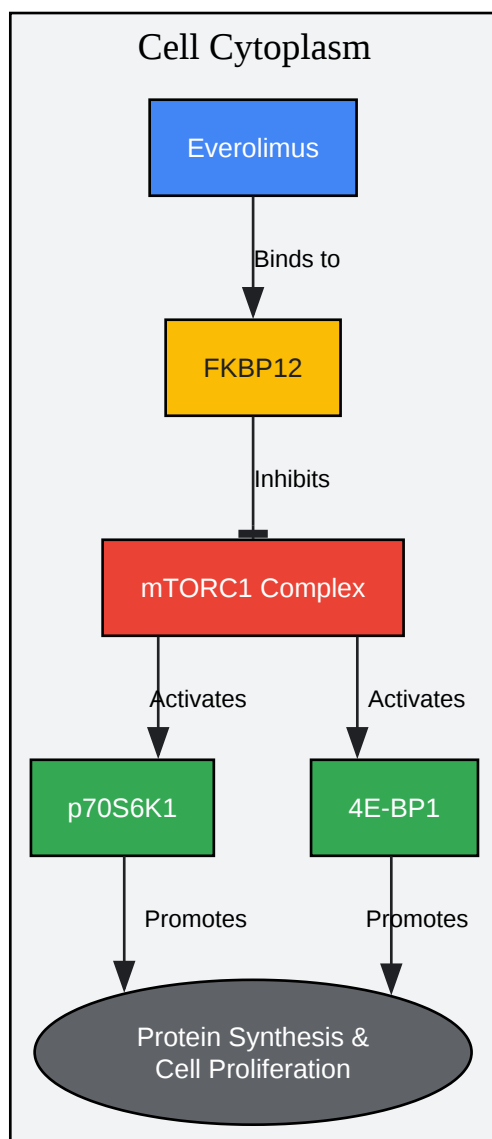 Cell Cytoplasm
Everolimus
Binds to
FKBP12
Inhibits
mTORC1 Complex
Activates
Activates
p70S6K1
4E-BP1
Promotes
Promotes
Protein Synthesis &
Cell Proliferation